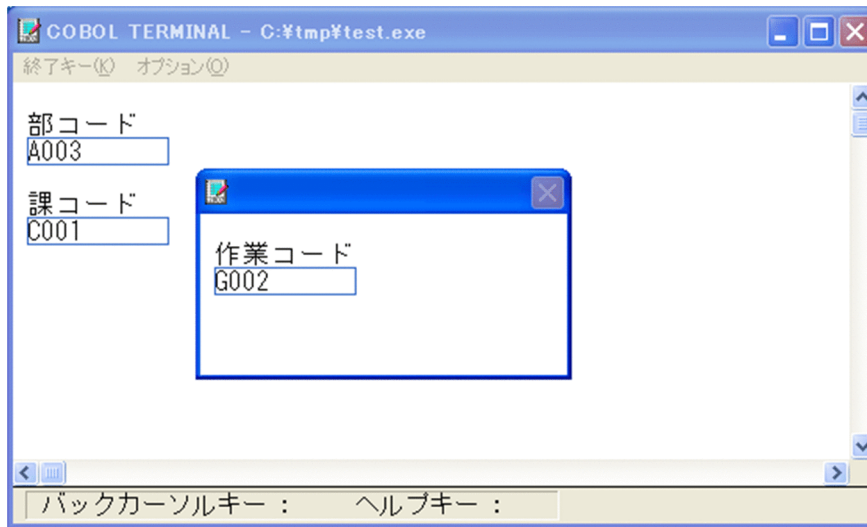 COBOL TERMINAL - C:¥tmp¥test.exe
終了キー(K) オプション(O)
部コード
A003
課コード
C001
作業コード
G002
バックカーソルキー： ヘルプキー：